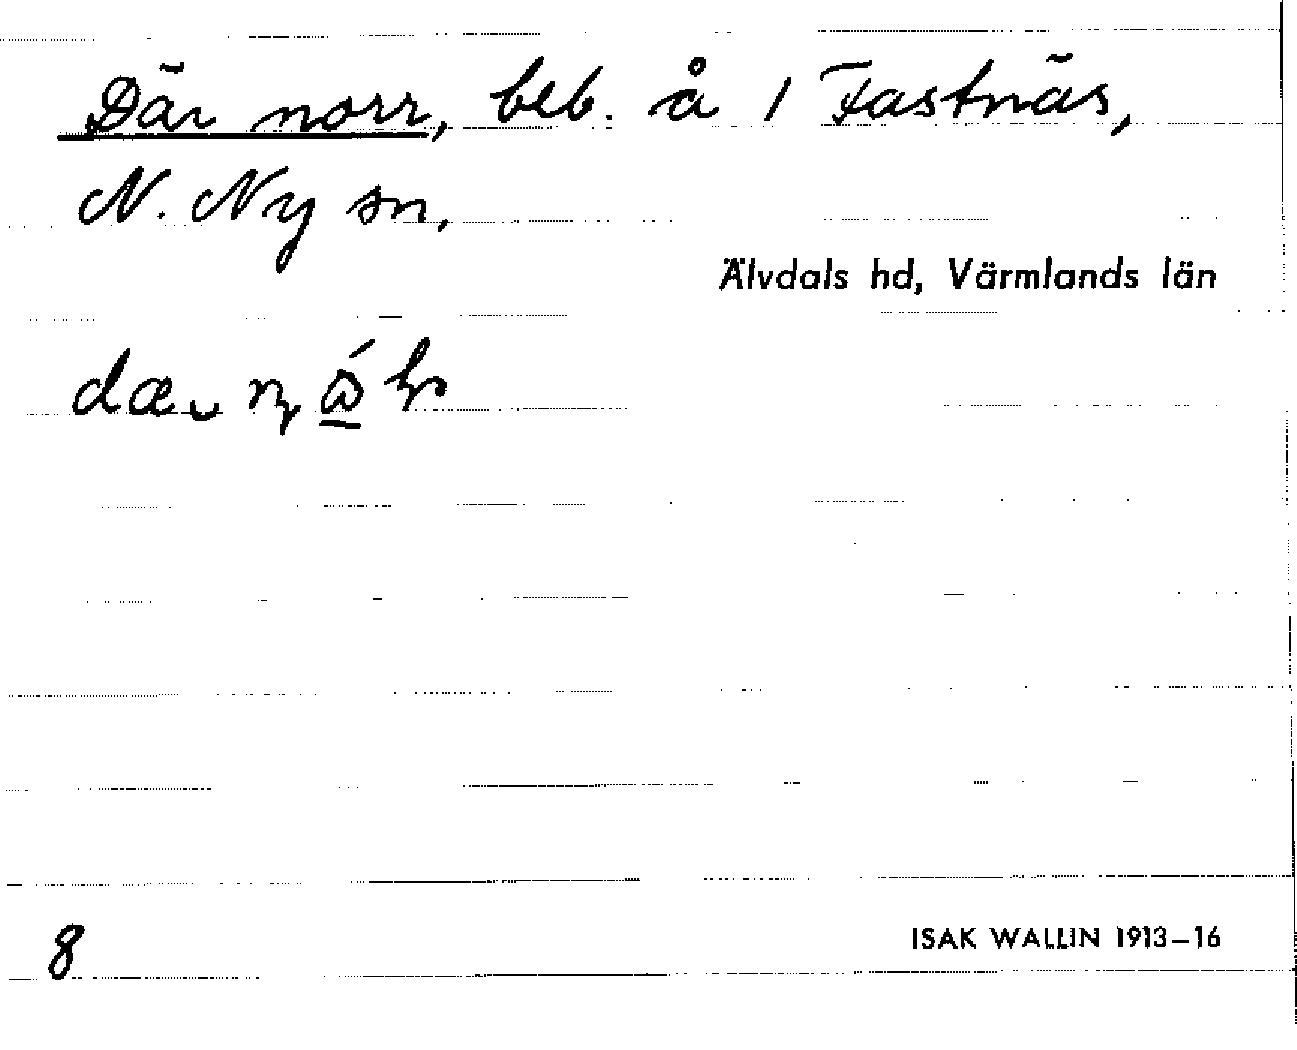 Där norr, beb. å 1 Fastnäs,
N. Ny sn,
Älvdals hd, Värmlands län
8
ISAK WALLIN 1913–16